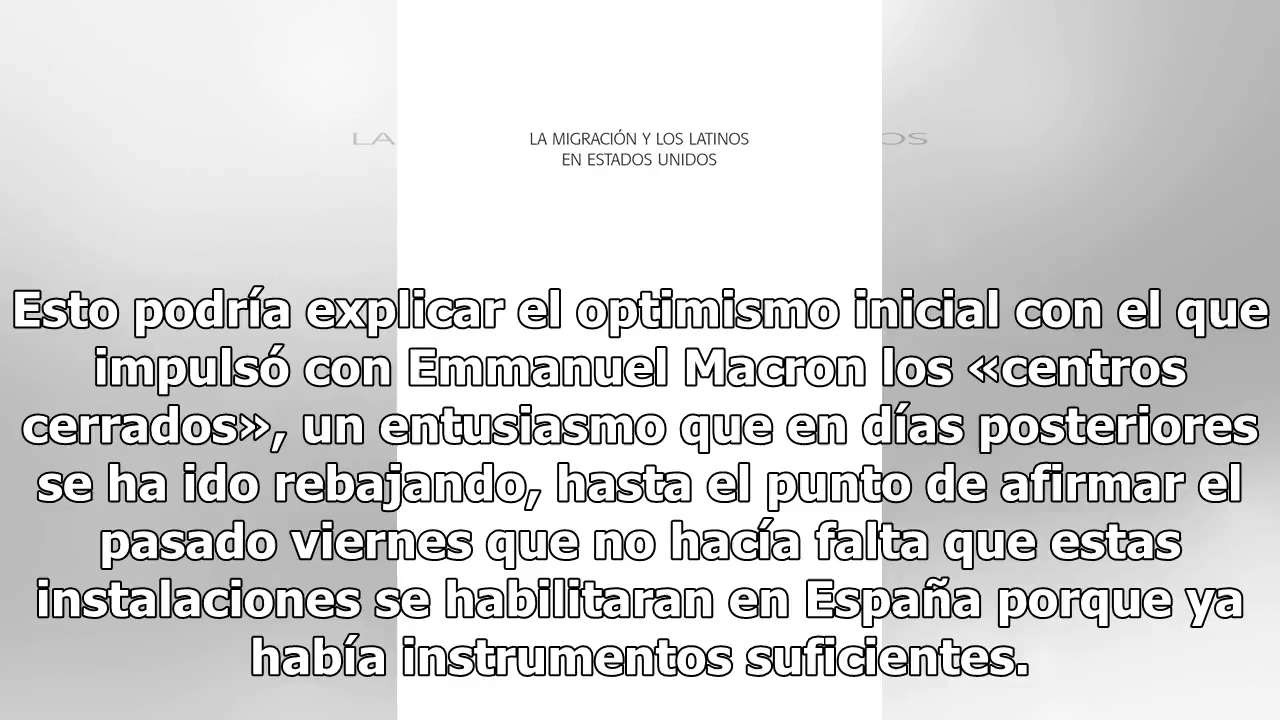 LA MIGRACIÓN Y LOS LATINOS
EN ESTADOS UNIDOS
LA
OS
Esto podría explicar el optimismo inicial con el que
impulsó con Emmanuel Macron los «centros
cerrados», un entusiasmo que en días posteriores
se ha ido rebajando, hasta el punto de afirmar el
pasado viernes que no hacía falta que estas
instalaciones se habilitaran en España porque ya
había instrumentos suficientes.